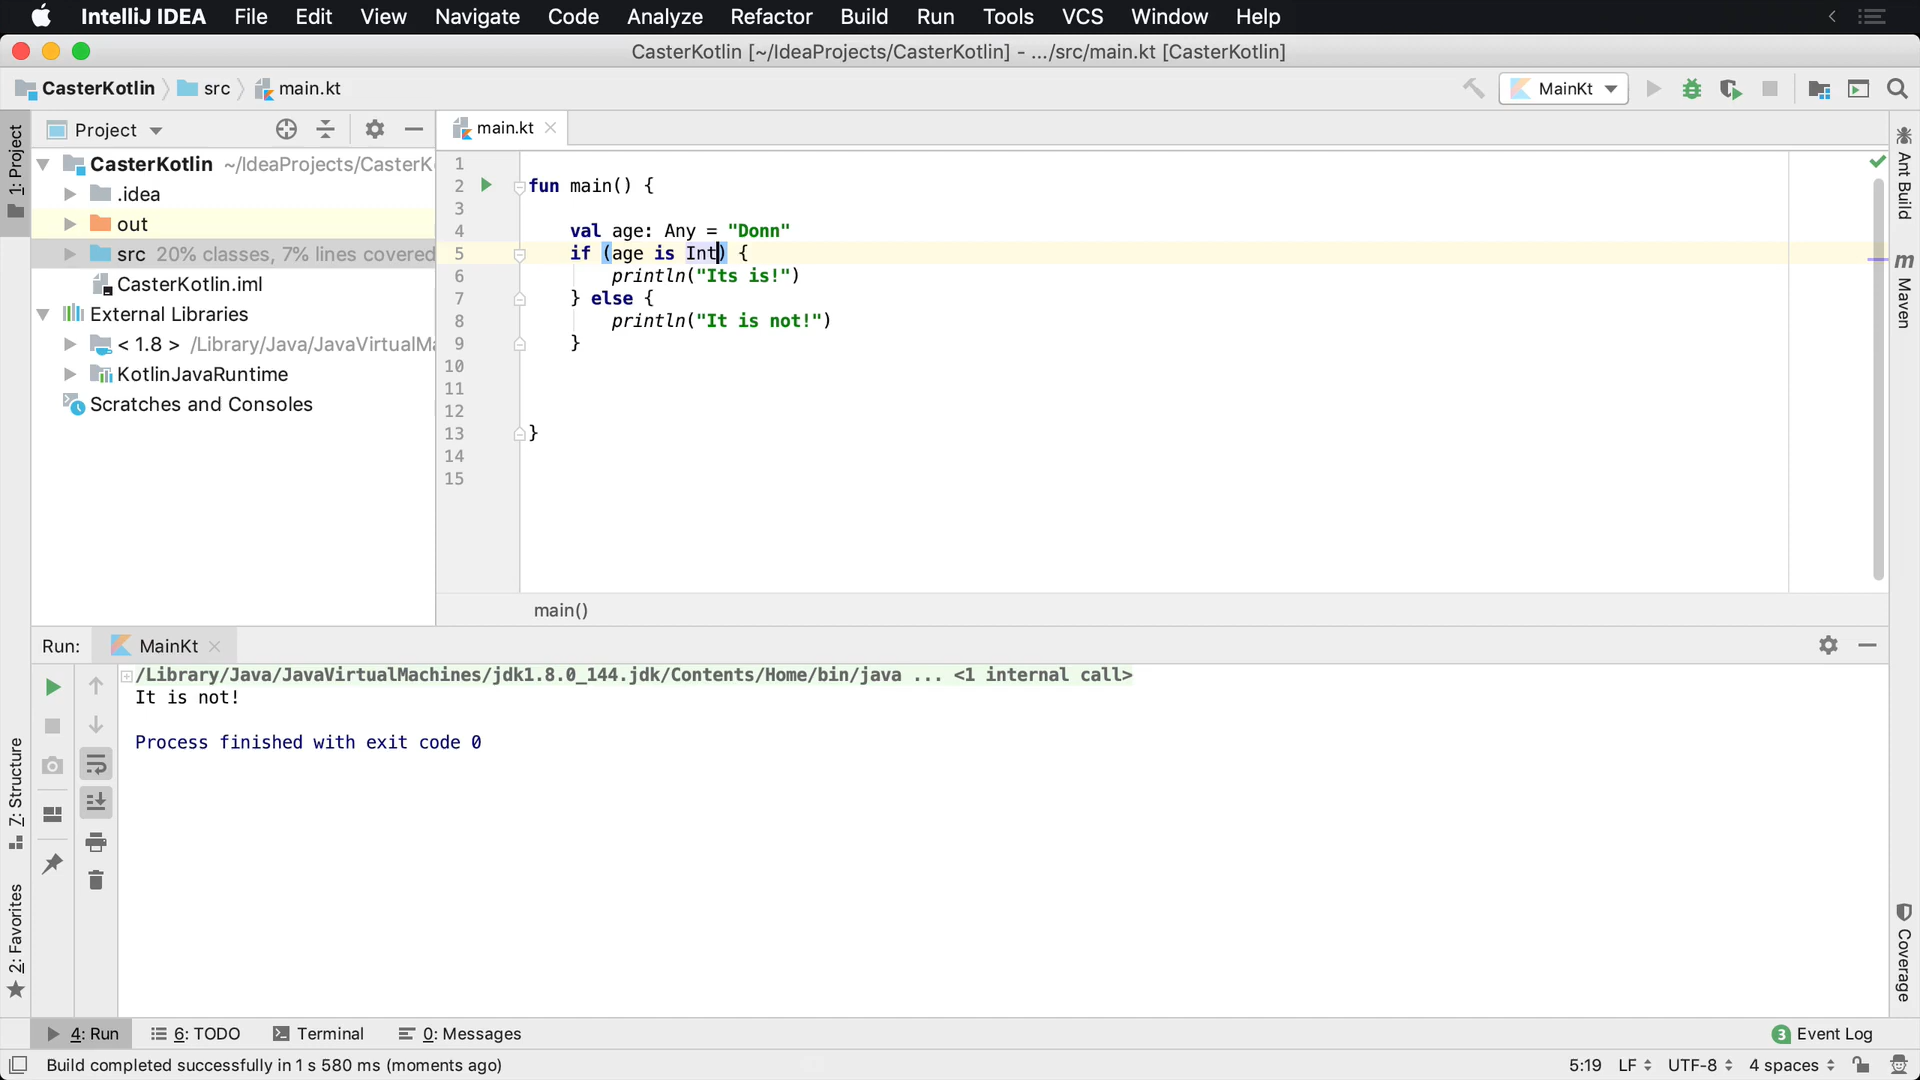 IntelliJ IDEA File Edit View Navigate Code Analyze Refactor Build Run Tools VCS Window Help
CasterKotlin [~/IdeaProjects/CasterKotlin] - .../src/main.kt [CasterKotlin]
CasterKotlin src main.kt MainKt
Project main.kt
1: Project
CasterKotlin ~/IdeaProjects/CasterK
.idea
out
src 20% classes, 7% lines covered
CasterKotlin.iml
External Libraries
< 1.8 > /Library/Java/JavaVirtualMa
KotlinJavaRuntime
Scratches and Consoles
1
2 fun main() {
3
4 val age: Any = "Donn"
5 if (age is Int) {
6 println("Its is!")
7 } else {
8 println("It is not!")
9 }
10
11
12
13 }
14
15
main()
Ant Build
m Maven
Run: MainKt
/Library/Java/JavaVirtualMachines/jdk1.8.0_144.jdk/Contents/Home/bin/java ... <1 internal call>
It is not!
Process finished with exit code 0
Z: Structure
2: Favorites
Coverage
4: Run 6: TODO Terminal 0: Messages 3 Event Log
Build completed successfully in 1 s 580 ms (moments ago) 5:19 LF UTF-8 4 spaces